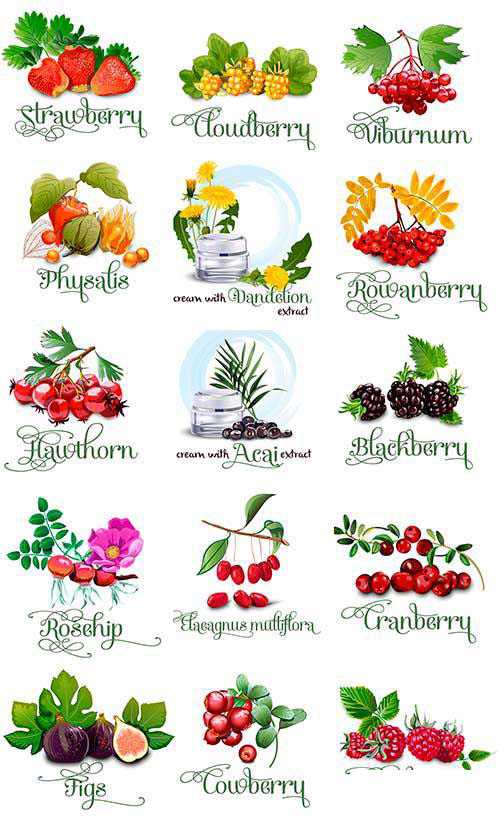 Strawberry
Cloudberry
Viburnum
Physalis
cream with Dandelion
extract
Rowanberry
Hawthorn
cream with Acai extract
Blackberry
Rosehip
Elaeagnus multiflora
Cranberry
Figs
Cowberry